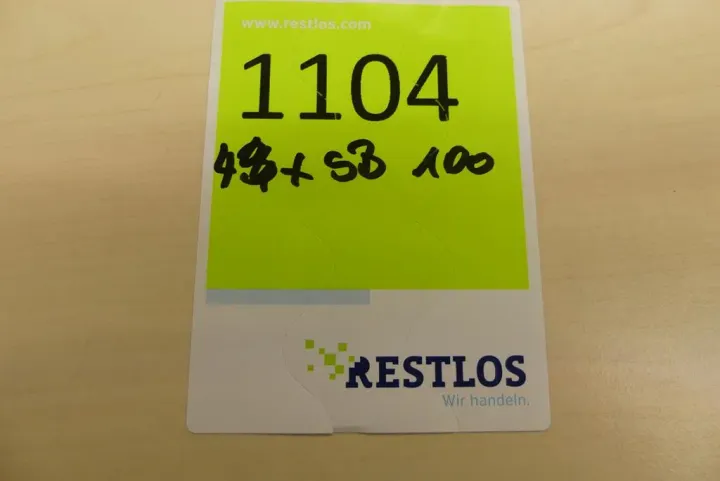 www.restlos.com
1104
+ SB 100
RESTLOS
Wir handeln.